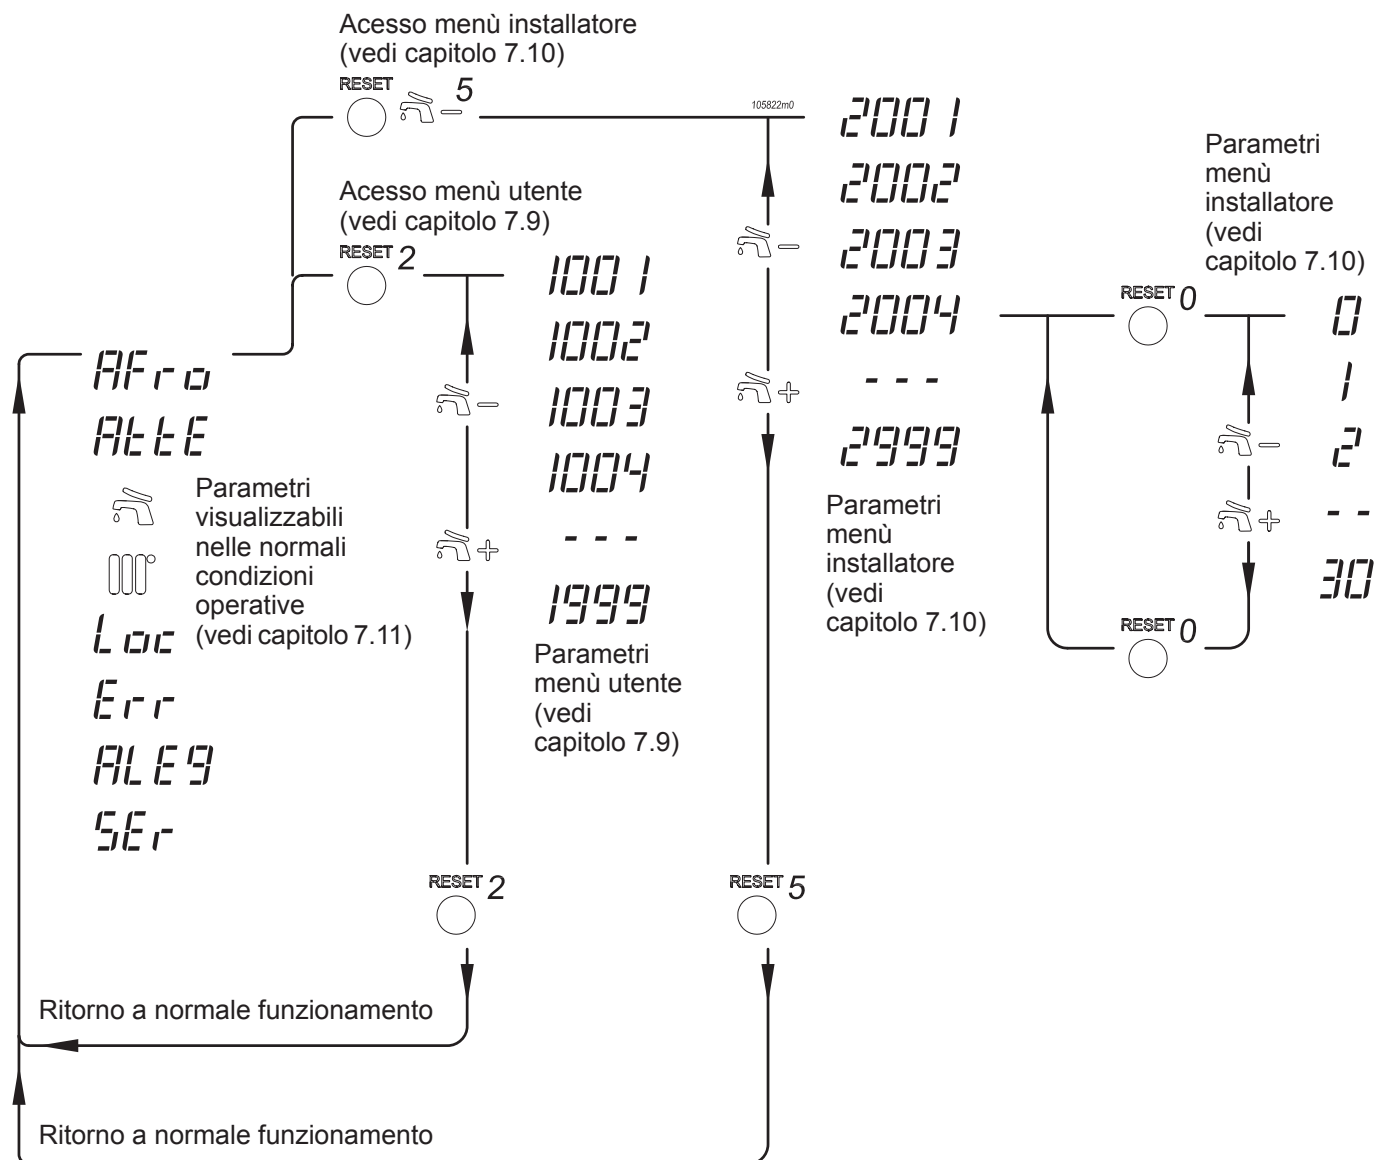 Acesso menù installatore
(vedi capitolo 7.10)
RESET
5
105822m0
Acesso menù utente
(vedi capitolo 7.9)
RESET 2
AFro
AttE
Parametri
visualizzabili
nelle normali
condizioni
operative
(vedi capitolo 7.11)
Loc
Err
ALE9
SEr
1001
1002
1003
1004
- - -
1999
Parametri
menù utente
(vedi
capitolo 7.9)
2001
2002
2003
2004
- - -
2999
Parametri
menù
installatore
(vedi
capitolo 7.10)
Parametri
menù
installatore
(vedi
capitolo 7.10)
RESET 0
0
1
2
- -
30
RESET 0
RESET 2
RESET 5
Ritorno a normale funzionamento
Ritorno a normale funzionamento